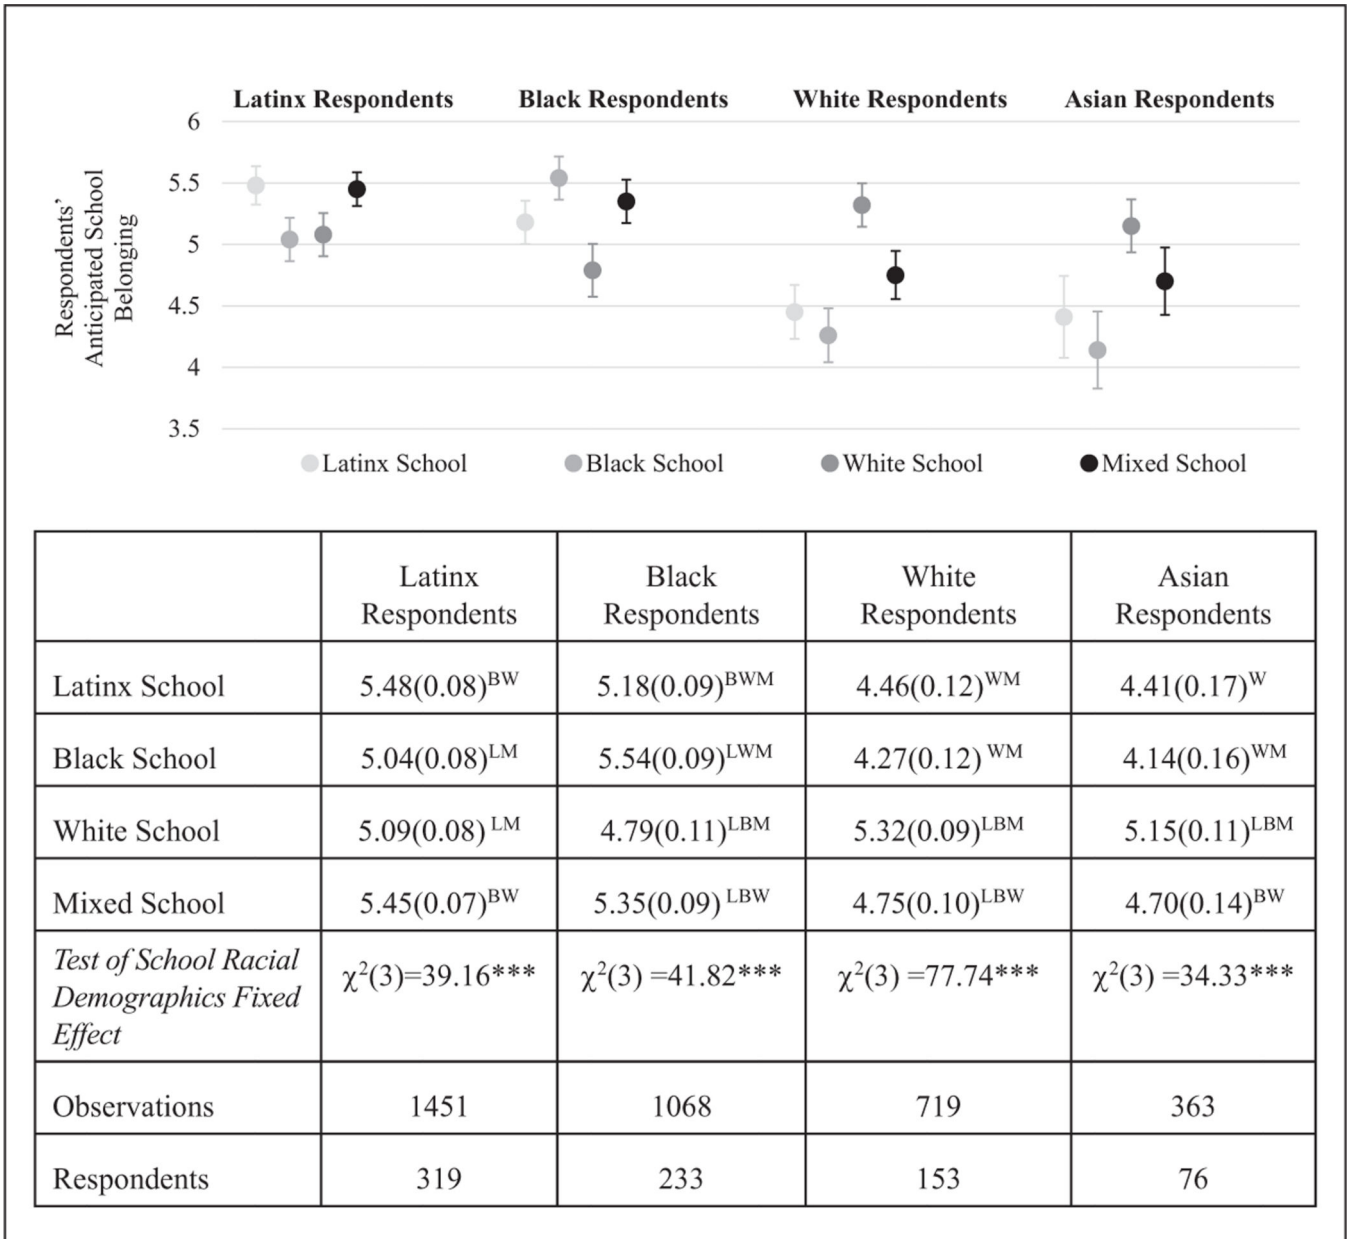 Latinx Respondents Black Respondents White Respondents Asian Respondents
6
5.5
5
4.5
4
3.5
Respondents'
Anticipated School
Belonging
Latinx School Black School White School Mixed School
Latinx Respondents Black Respondents White Respondents Asian Respondents
Latinx School 5.48(0.08)^BW 5.18(0.09)^BWM 4.46(0.12)^WM 4.41(0.17)^W
Black School 5.04(0.08)^LM 5.54(0.09)^LWM 4.27(0.12) ^WM 4.14(0.16)^WM
White School 5.09(0.08) ^LM 4.79(0.11)^LBM 5.32(0.09)^LBM 5.15(0.11)^LBM
Mixed School 5.45(0.07)^BW 5.35(0.09) ^LBW 4.75(0.10)^LBW 4.70(0.14)^BW
Test of School Racial
Demographics Fixed
Effect
χ²(3)=39.16*** χ²(3) =41.82*** χ²(3) =77.74*** χ²(3) =34.33***
Observations 1451 1068 719 363
Respondents 319 233 153 76